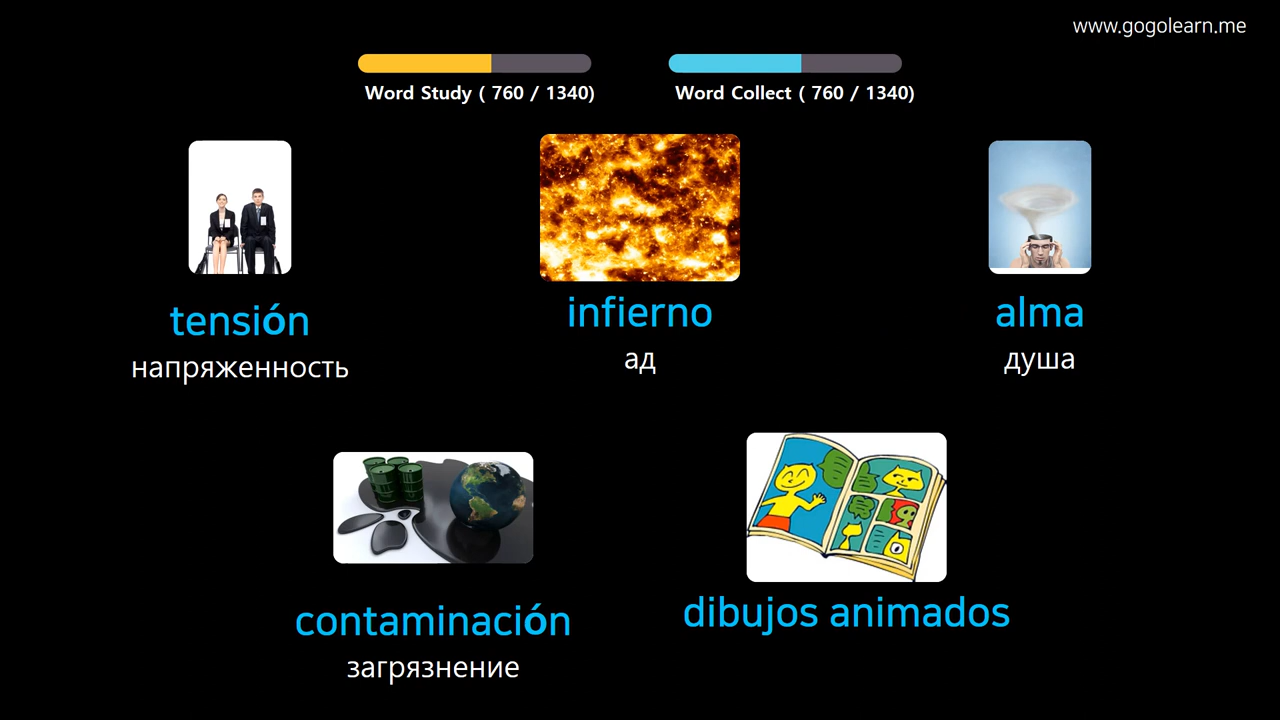 www.gogolearn.me
Word Study ( 760 / 1340)
Word Collect ( 760 / 1340)
tensión
напряженность
infierno
ад
alma
душа
contaminación
загрязнение
dibujos animados